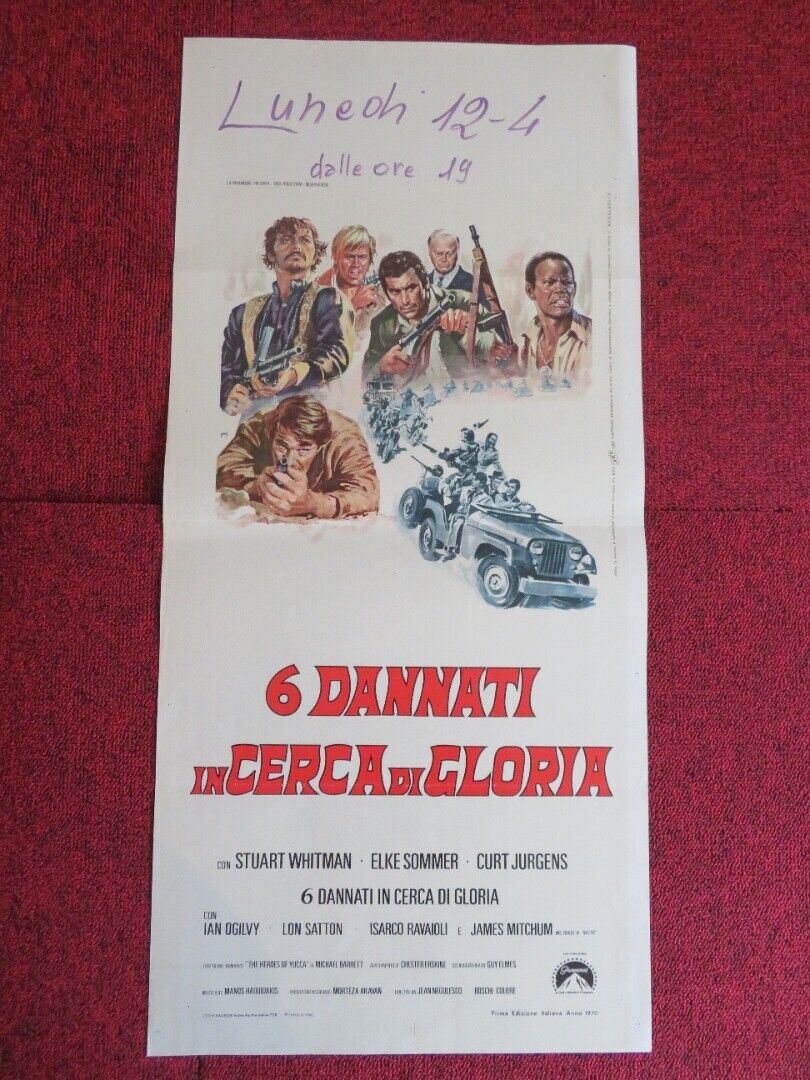 Lunedì 12-4
dalle ore 19
6 DANNATI
IN CERCA DI GLORIA
CON STUART WHITMAN · ELKE SOMMER · CURT JURGENS
6 DANNATI IN CERCA DI GLORIA
CON
IAN OGILVY · LON SATTON · ISARCO RAVAIOLI E JAMES MITCHUM
"THE HEROES OF YUCCA" MICHAEL BARRETT CHESTER ERSKINE GUY ELMES
MANOS HADJIDAKIS MORTEZA AKAVAN JEAN NEGULESCO BOSCHI COLORE
Paramount
Prima Edizione Italiana Anno 1970